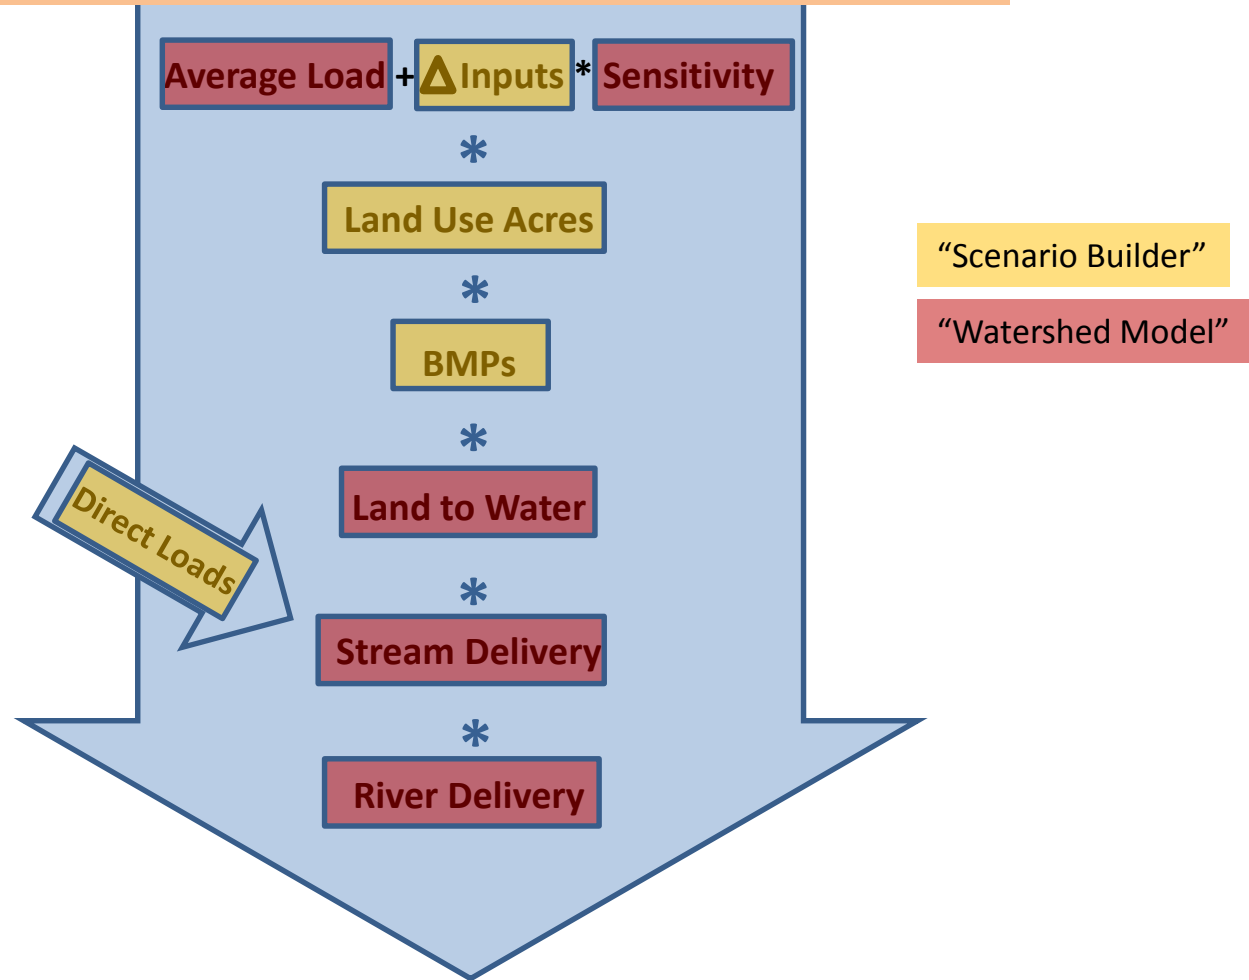 Average Load + Δ Inputs * Sensitivity
*
Land Use Acres
*
BMPs
*
Land to Water
*
Direct Loads
Stream Delivery
*
River Delivery
“Scenario Builder”
“Watershed Model”